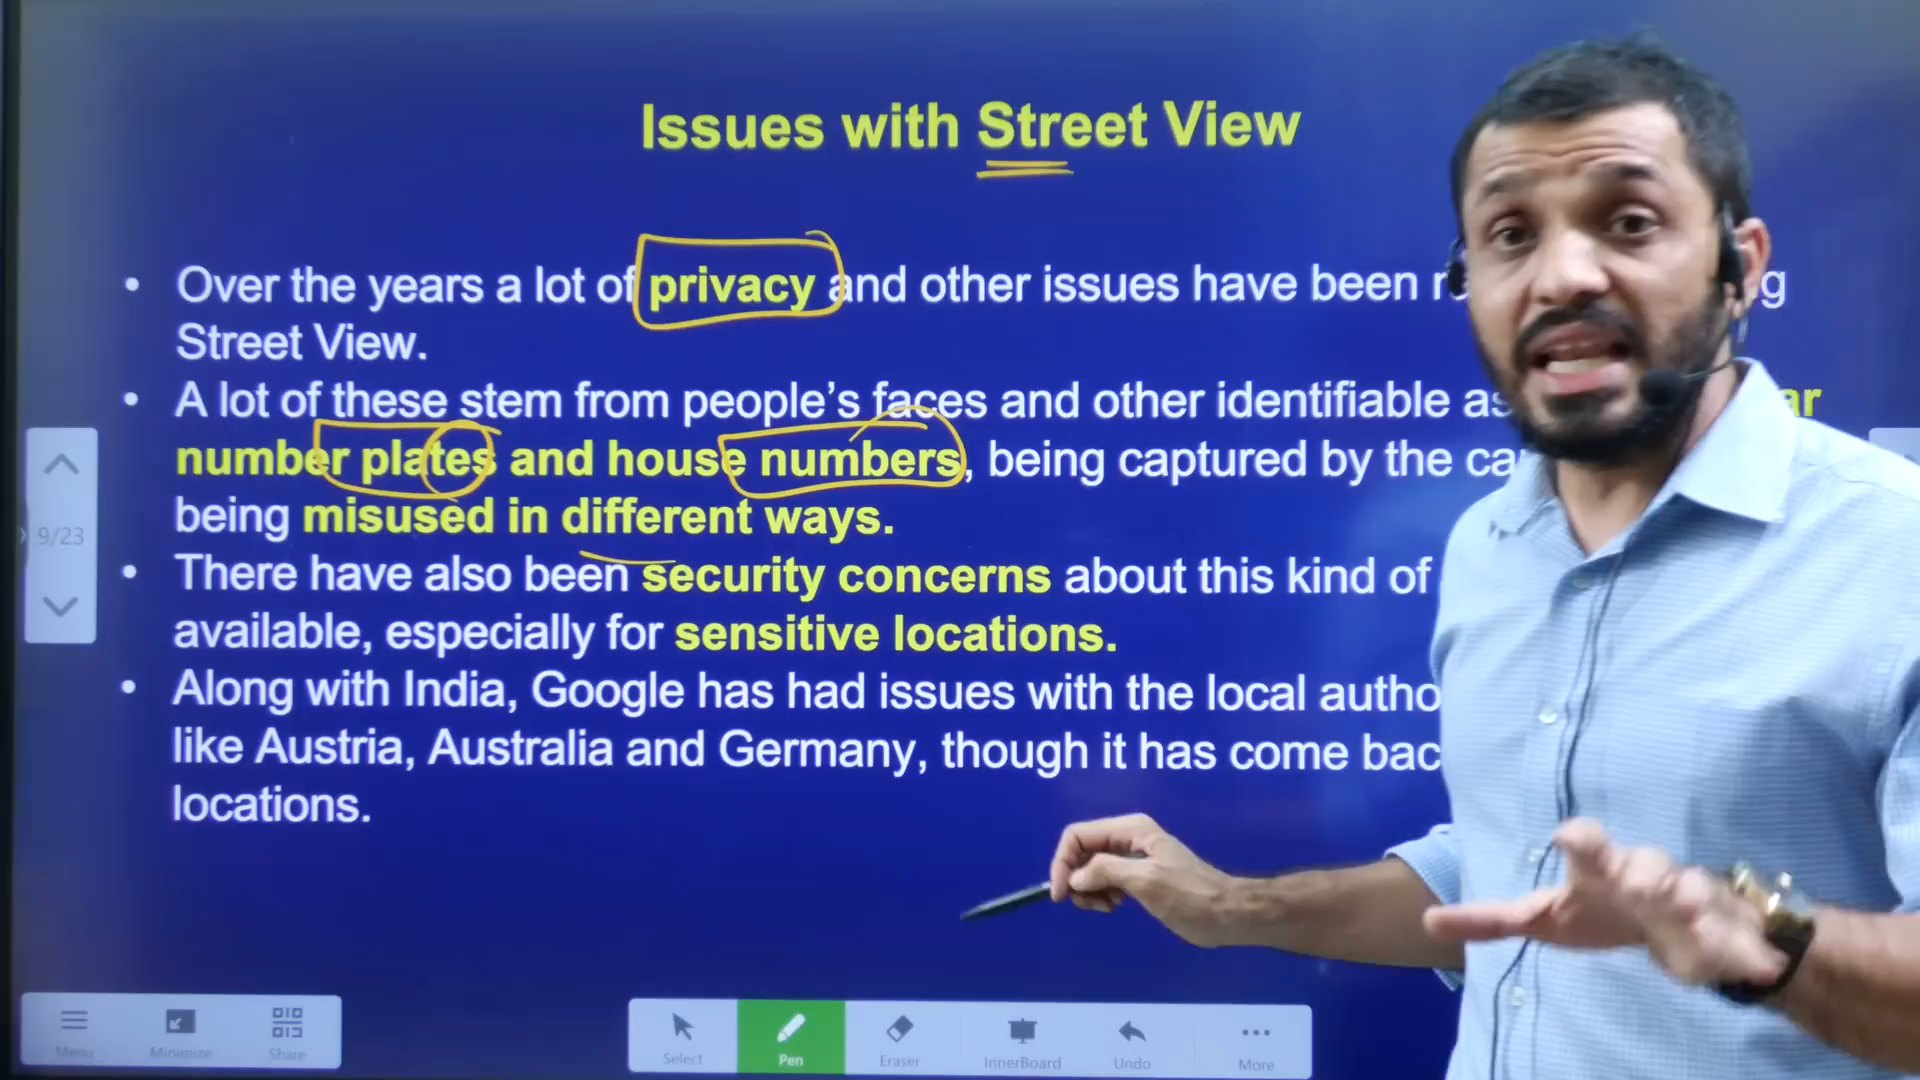 Issues with Street View
• Over the years a lot of privacy and other issues have been
Street View.
• A lot of these stem from people's faces and other identifiable
number plates and house numbers, being captured by the
being misused in different ways.
• There have also been security concerns about this kind of
available, especially for sensitive locations.
• Along with India, Google has had issues with the local
like Austria, Australia and Germany, though it has come
locations.
9/23
Menu Minimize Share
Select Pen Eraser InnerBoard Undo More